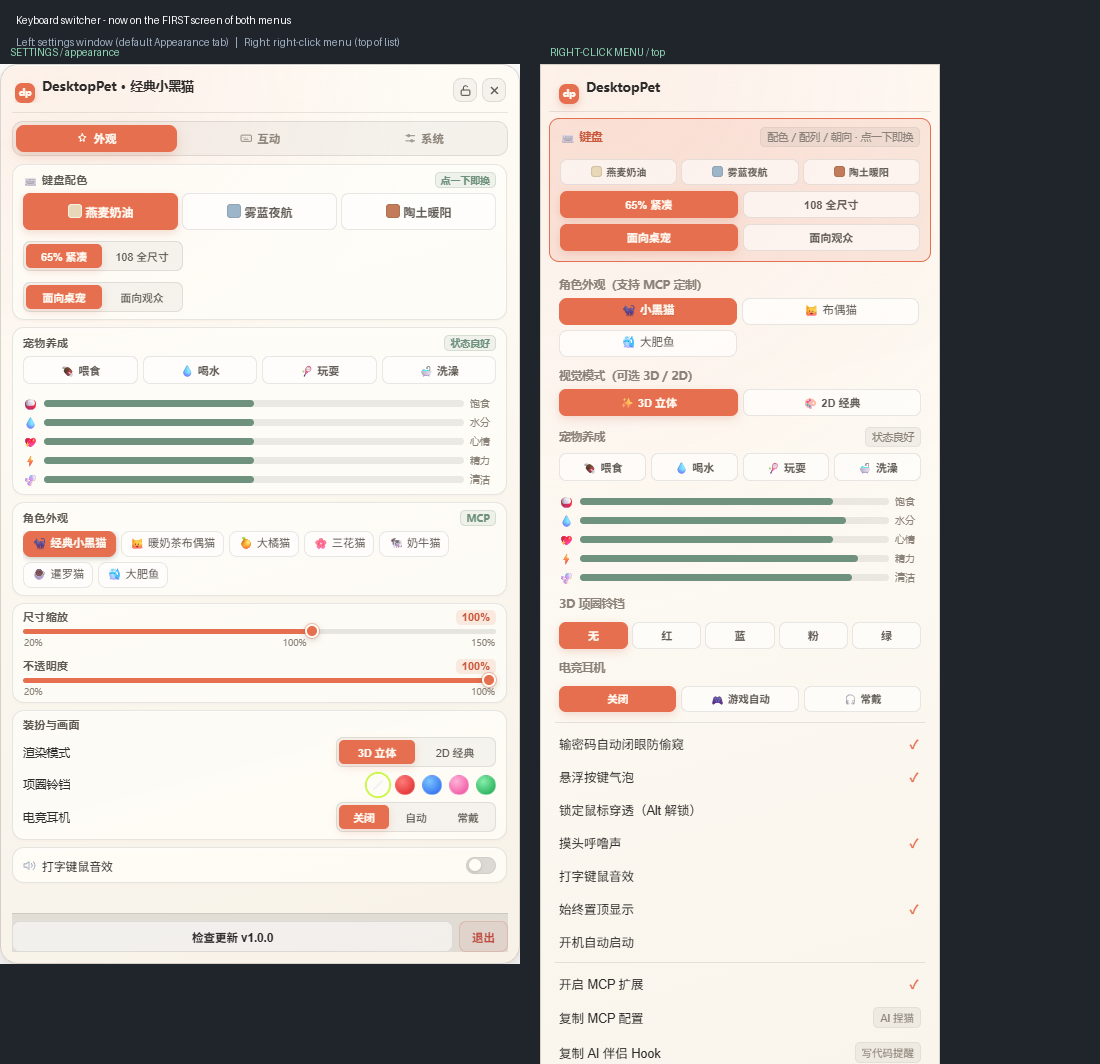 Keyboard switcher - now on the FIRST screen of both menus
Left: settings window (default Appearance tab) | Right: right-click menu (top of list)
SETTINGS / appearance
dp DesktopPet • 经典小黑猫
外观 互动 系统
键盘配色 点一下即换
燕麦奶油 雾蓝夜航 陶土暖阳
65% 紧凑 108 全尺寸
面向桌宠 面向观众
宠物养成 状态良好
喂食 喝水 玩耍 洗澡
饱食
水分
心情
精力
清洁
角色外观 MCP
经典小黑猫 暖奶茶布偶猫 大橘猫 三花猫 奶牛猫
暹罗猫 大肥鱼
尺寸缩放 100%
20% 100% 150%
不透明度 100%
20% 100%
装扮与画面
渲染模式 3D 立体 2D 经典
项圈铃铛
电竞耳机 关闭 自动 常戴
打字键鼠音效
检查更新 v1.0.0 退出
RIGHT-CLICK MENU / top
dp DesktopPet
键盘 配色 / 配列 / 朝向 · 点一下即换
燕麦奶油 雾蓝夜航 陶土暖阳
65% 紧凑 108 全尺寸
面向桌宠 面向观众
角色外观 (支持 MCP 定制)
小黑猫 布偶猫
大肥鱼
视觉模式 (可选 3D / 2D)
3D 立体 2D 经典
宠物养成 状态良好
喂食 喝水 玩耍 洗澡
饱食
水分
心情
精力
清洁
3D 项圈铃铛
无 红 蓝 粉 绿
电竞耳机
关闭 游戏自动 常戴
输密码自动闭眼防偷窥 ✓
悬浮按键气泡 ✓
锁定鼠标穿透（Alt 解锁）
摸头呼噜声 ✓
打字键鼠音效
始终置顶显示 ✓
开机自动启动
开启 MCP 扩展 ✓
复制 MCP 配置 AI 捏猫
复制 AI 伴侣 Hook 写代码提醒